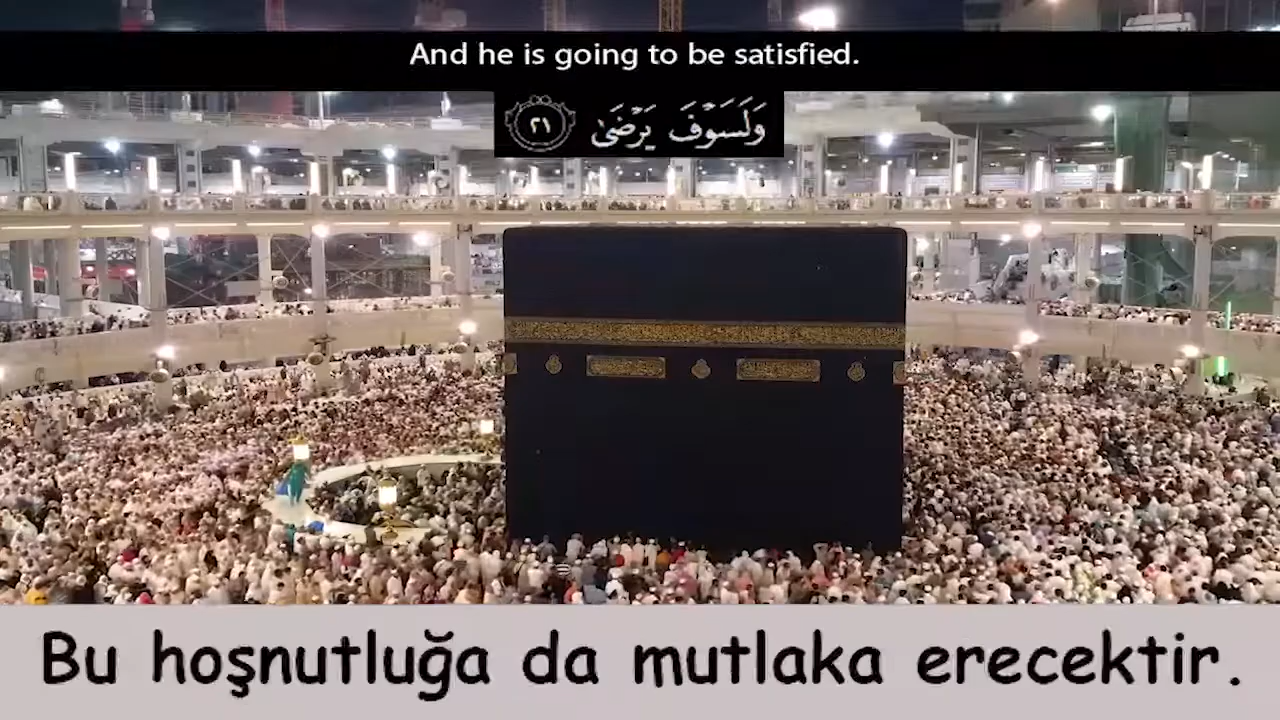 And he is going to be satisfied.
وَلَسَوْفَ يَرْضَىٰ ٢١
Bu hoşnutluğa da mutlaka erecektir.